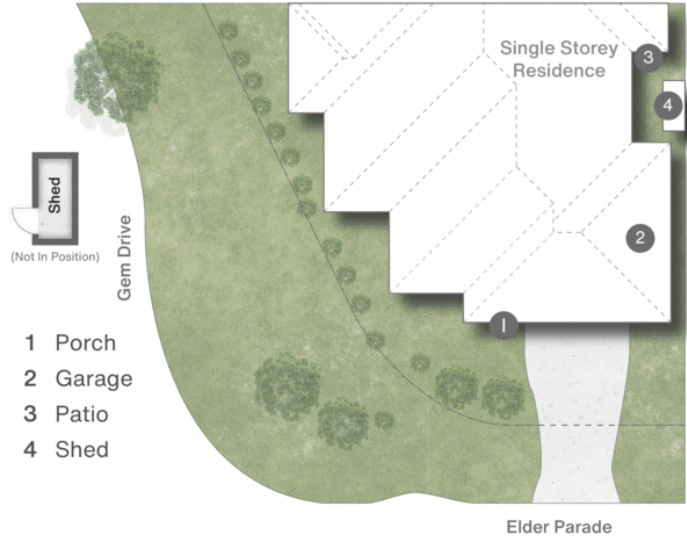 Single Storey
Residence
3
4
Shed
(Not In Position)
Gem Drive
2
1
1 Porch
2 Garage
3 Patio
4 Shed
Elder Parade